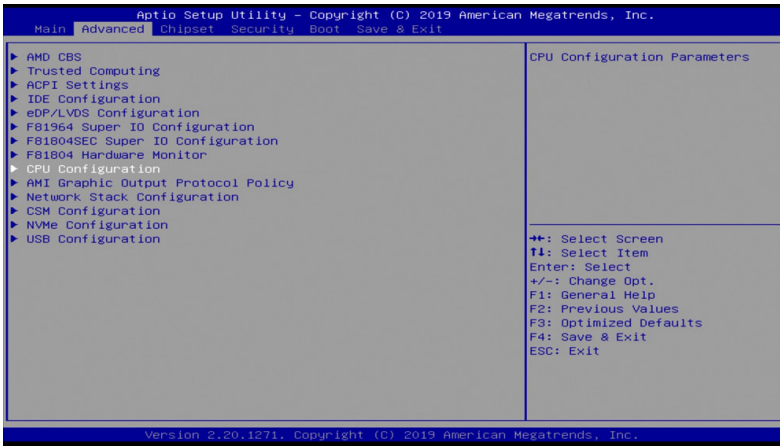 Aptio Setup Utility – Copyright (C) 2019 American Megatrends, Inc.
Main Advanced Chipset Security Boot Save & Exit
▶ AMD CBS
▶ Trusted Computing
▶ ACPI Settings
▶ IDE Configuration
▶ eDP/LVDS Configuration
▶ F81964 Super IO Configuration
▶ F81804SEC Super IO Configuration
▶ F81804 Hardware Monitor
▶ CPU Configuration
▶ AMI Graphic Output Protocol Policy
▶ Network Stack Configuration
▶ CSM Configuration
▶ NVMe Configuration
▶ USB Configuration
CPU Configuration Parameters
→←: Select Screen
↑↓: Select Item
Enter: Select
+/-: Change Opt.
F1: General Help
F2: Previous Values
F3: Optimized Defaults
F4: Save & Exit
ESC: Exit
Version 2.20.1271. Copyright (C) 2019 American Megatrends, Inc.